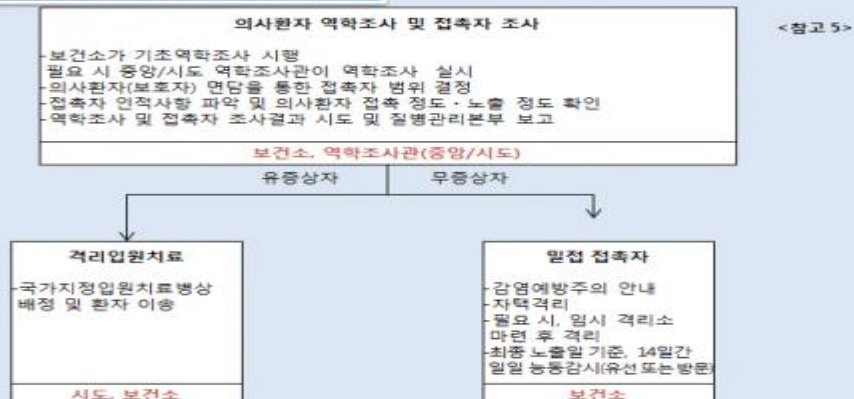 의사환자 역학조사 및 접촉자 조사
<참고 5>
-보건소가 기초역학조사 시행
필요 시 중앙/시도 역학조사관이 역학조사 실시
-의사환자(보호자) 면담을 통한 접촉자 범위 결정
-접촉자 인적사항 파악 및 의사환자 접촉 정도·노출 정도 확인
-역학조사 및 접촉자 조사결과 시도 및 질병관리본부 보고
보건소, 역학조사관(중앙/시도)
유증상자
무증상자
격리입원치료
-국가지정입원치료병상
배정 및 환자 이송
시도, 보건소
밀접 접촉자
-감염예방주의 안내
-자택격리
-필요 시, 임시 격리소
마련 후 격리
-최종 노출일 기준, 14일간
일일 능동감시(유선 또는 방문)
보건소